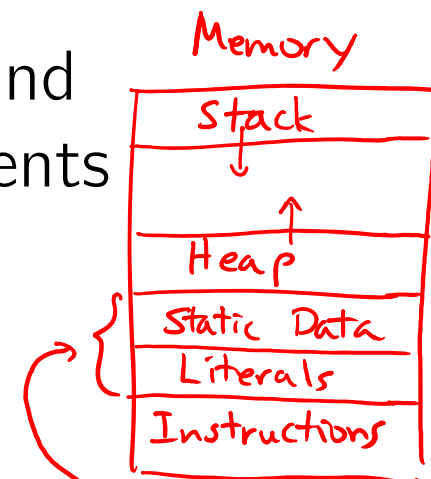 Memory
nd
Stack
ents
Heap
Static Data
Literals
Instructions